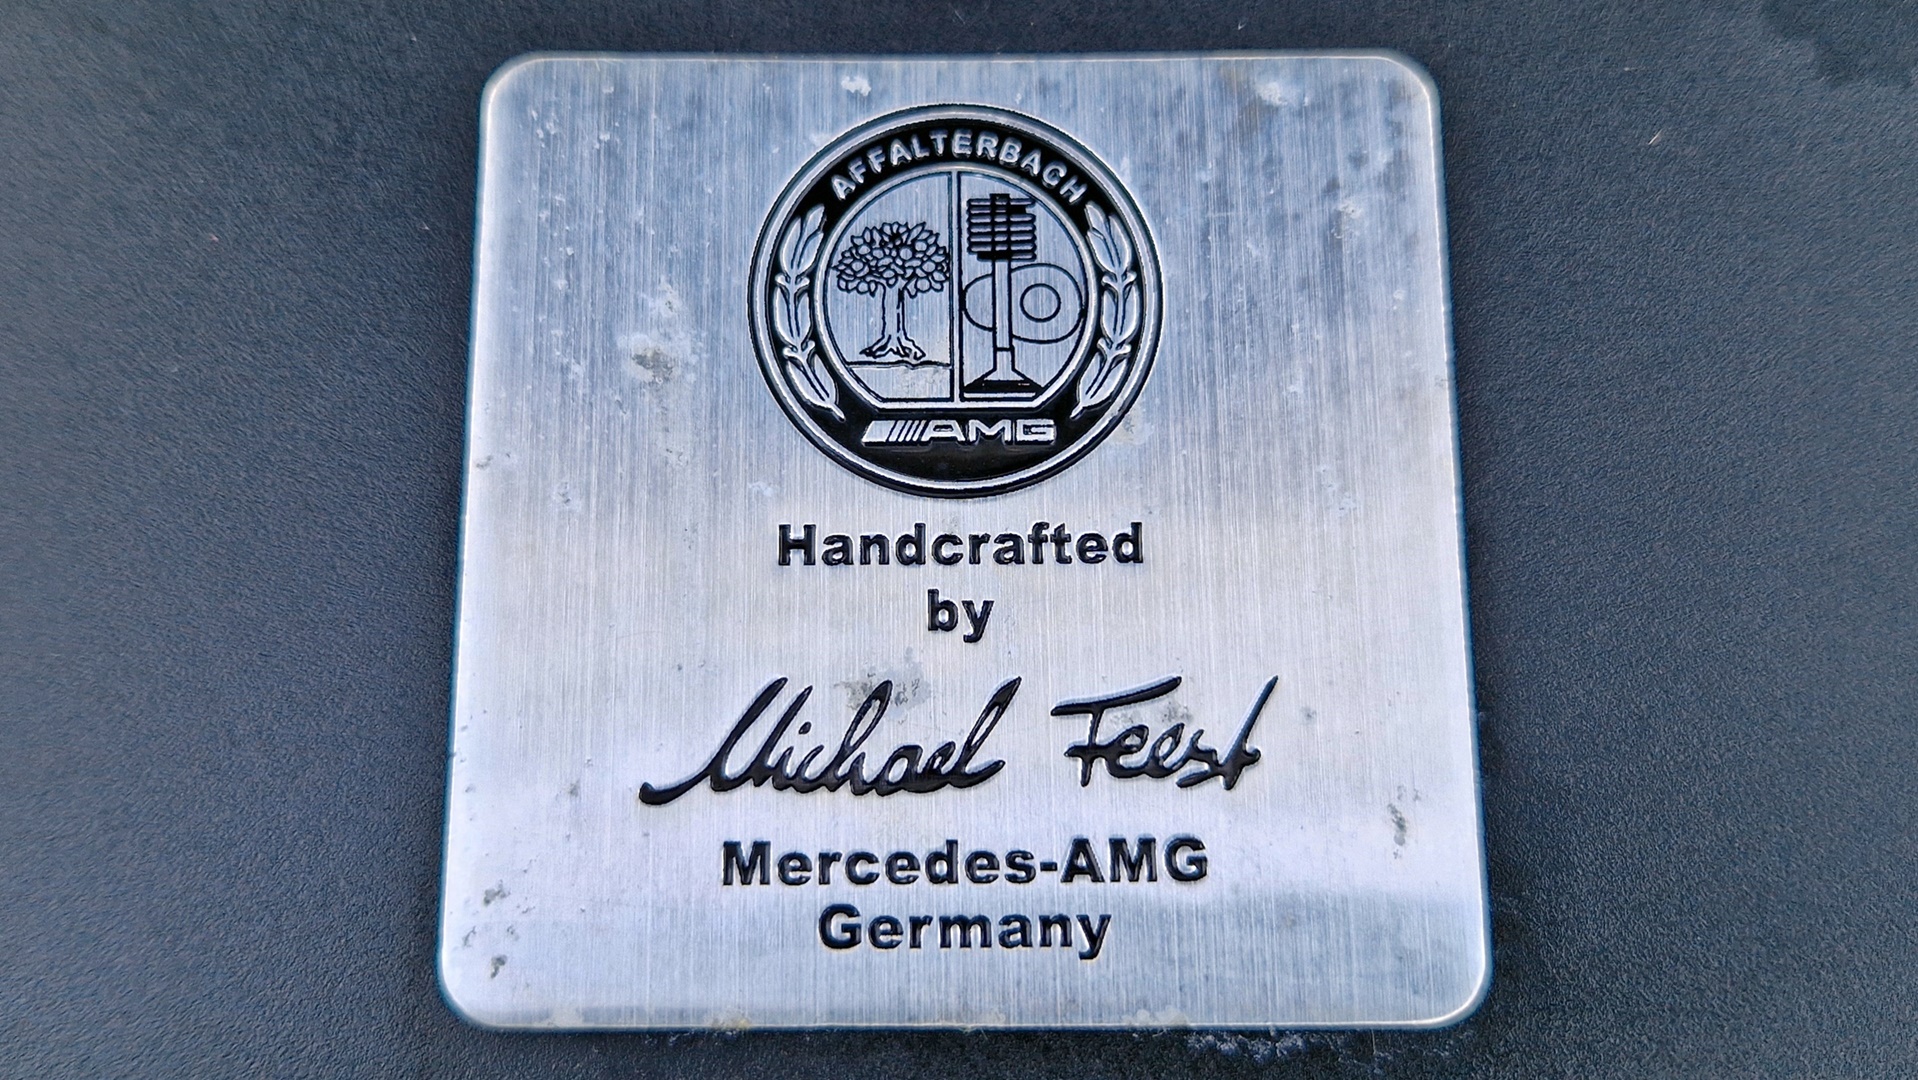 AFFALTERBACH
AMG
Handcrafted
by
Michael Feest
Mercedes-AMG
Germany